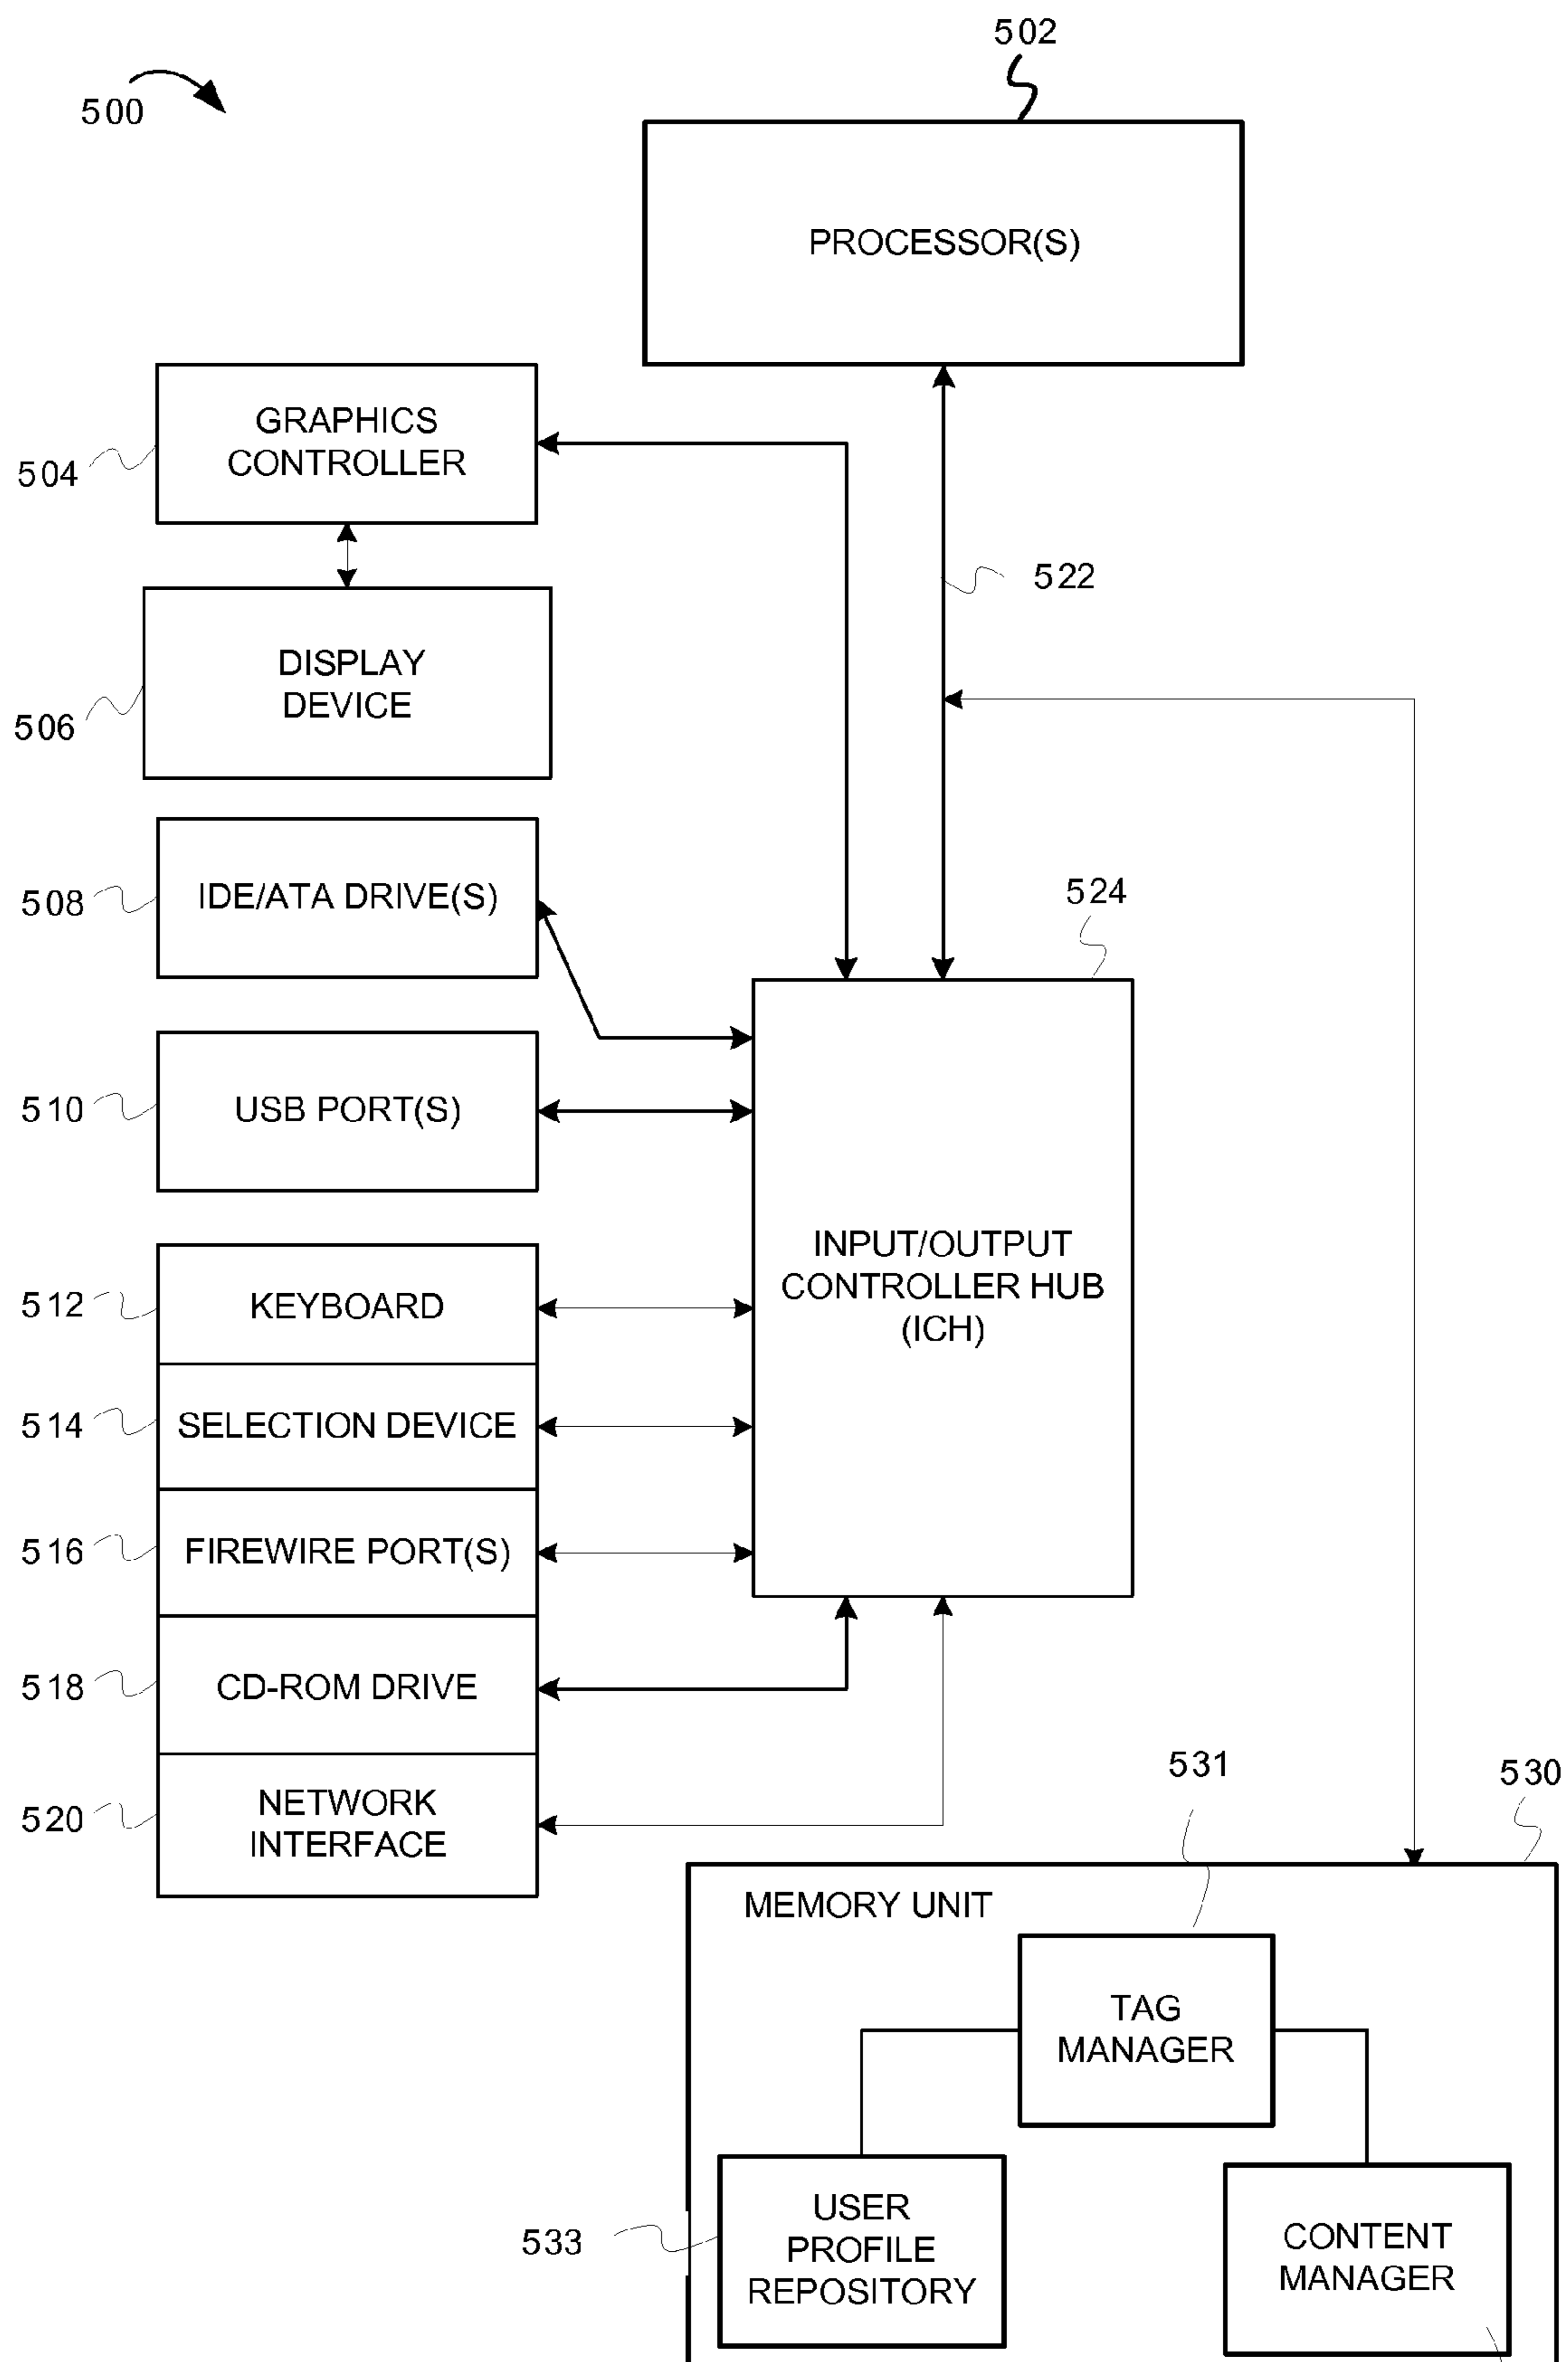 502
500
PROCESSOR(S)
GRAPHICS
CONTROLLER
504
522
DISPLAY
DEVICE
506
IDE/ATA DRIVE(S)
508
524
USB PORT(S)
510
INPUT/OUTPUT
CONTROLLER HUB
(ICH)
KEYBOARD
512
SELECTION DEVICE
514
FIREWIRE PORT(S)
516
CD-ROM DRIVE
518
NETWORK
INTERFACE
520
531
530
MEMORY UNIT
TAG
MANAGER
USER
PROFILE
REPOSITORY
533
CONTENT
MANAGER